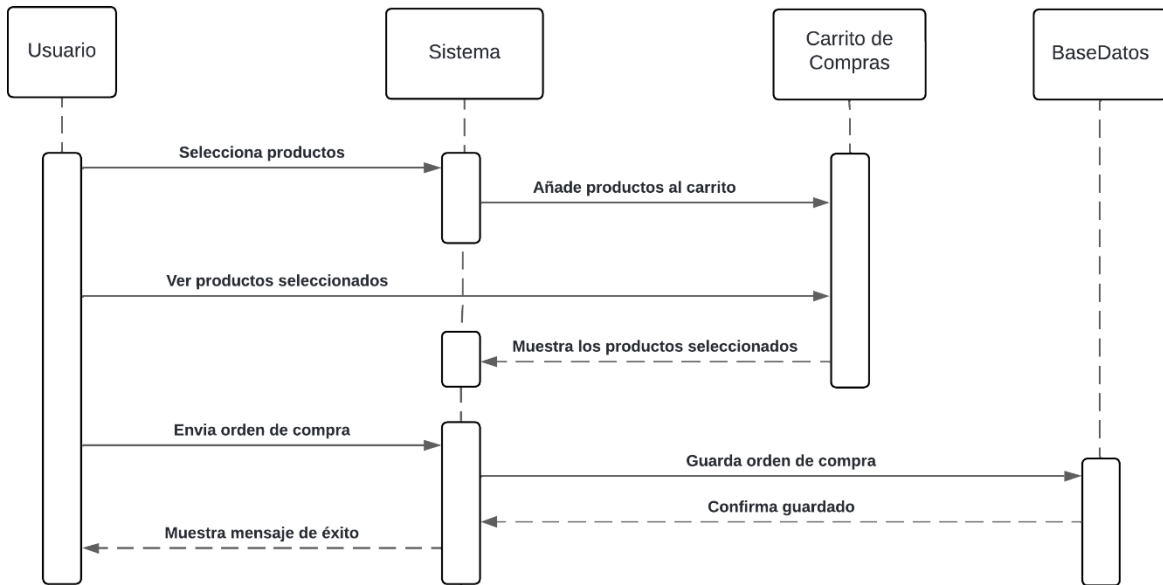 Usuario
Sistema
Carrito de
Compras
BaseDatos
Selecciona productos
Añade productos al carrito
Ver productos seleccionados
Muestra los productos seleccionados
Envia orden de compra
Guarda orden de compra
Confirma guardado
Muestra mensaje de éxito